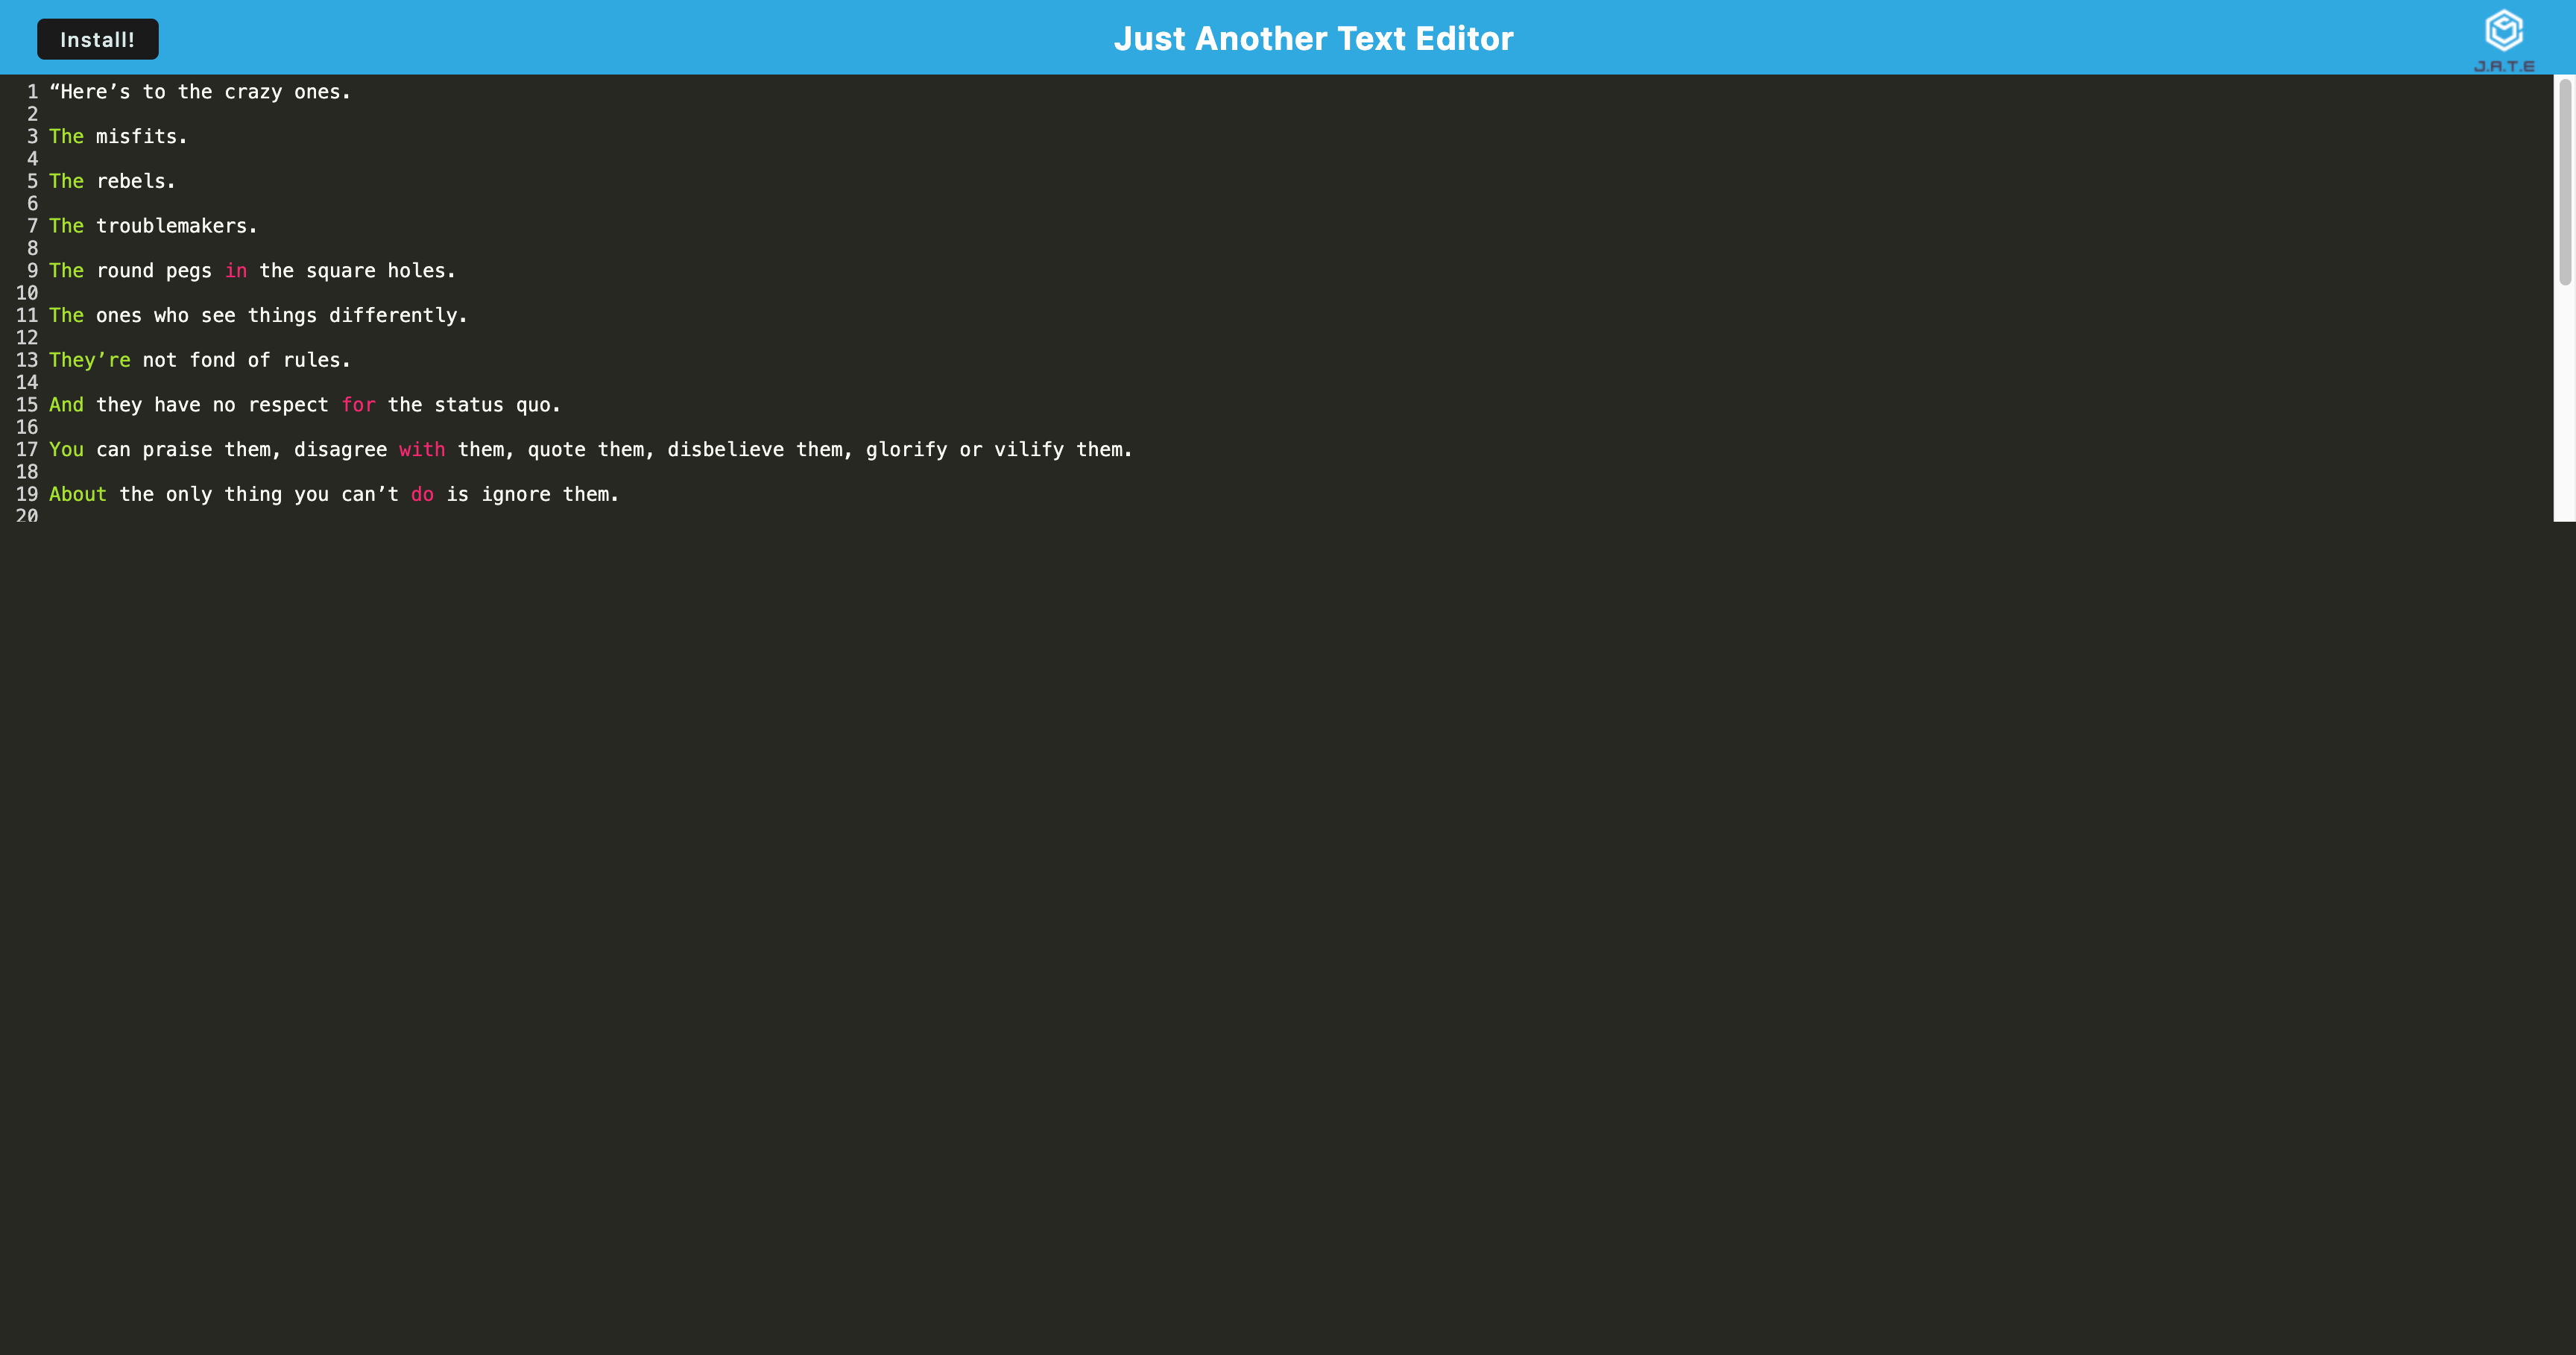 Install!
Just Another Text Editor
J.A.T.E
1 “Here’s to the crazy ones.
2
3 The misfits.
4
5 The rebels.
6
7 The troublemakers.
8
9 The round pegs in the square holes.
10
11 The ones who see things differently.
12
13 They’re not fond of rules.
14
15 And they have no respect for the status quo.
16
17 You can praise them, disagree with them, quote them, disbelieve them, glorify or vilify them.
18
19 About the only thing you can’t do is ignore them.
20